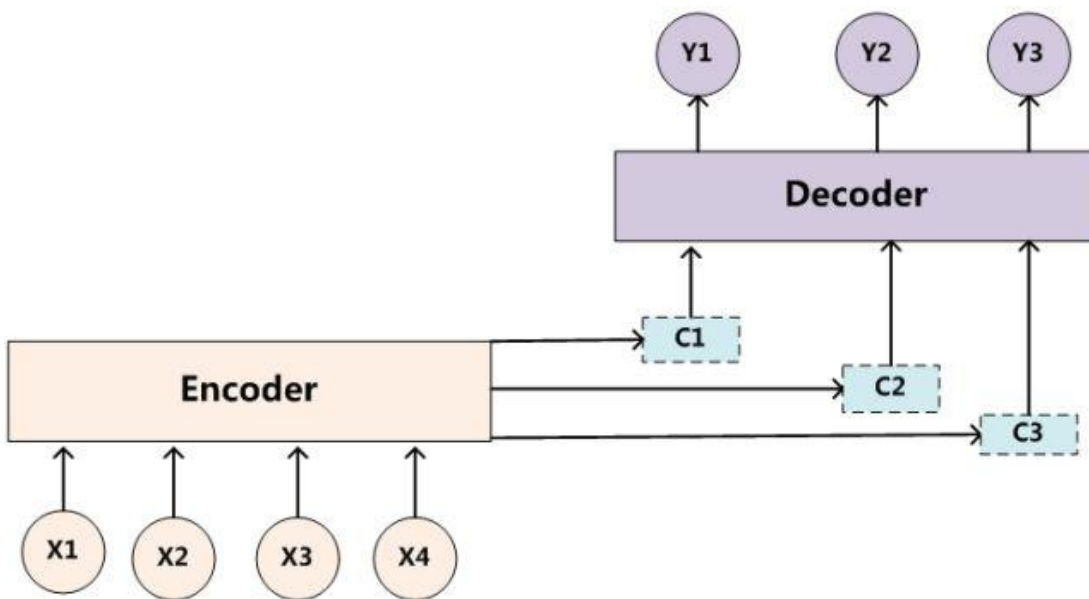 Y1 Y2 Y3
Decoder
C1
Encoder
C2
C3
X1 X2 X3 X4